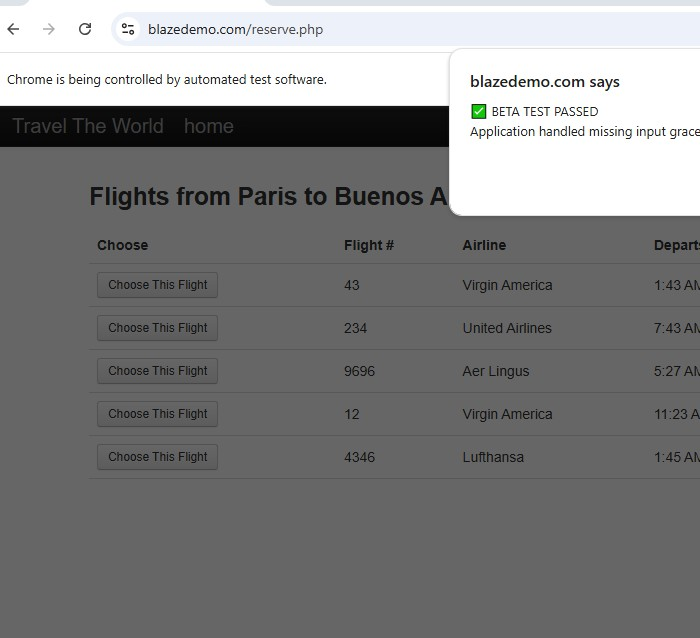 blazedemo.com/reserve.php
Chrome is being controlled by automated test software.
blazedemo.com says
✅ BETA TEST PASSED
Application handled missing input grace
Travel The World home
Flights from Paris to Buenos A
Choose Flight # Airline Depart
Choose This Flight 43 Virgin America 1:43 AM
Choose This Flight 234 United Airlines 7:43 AM
Choose This Flight 9696 Aer Lingus 5:27 AM
Choose This Flight 12 Virgin America 11:23 A
Choose This Flight 4346 Lufthansa 1:45 AM